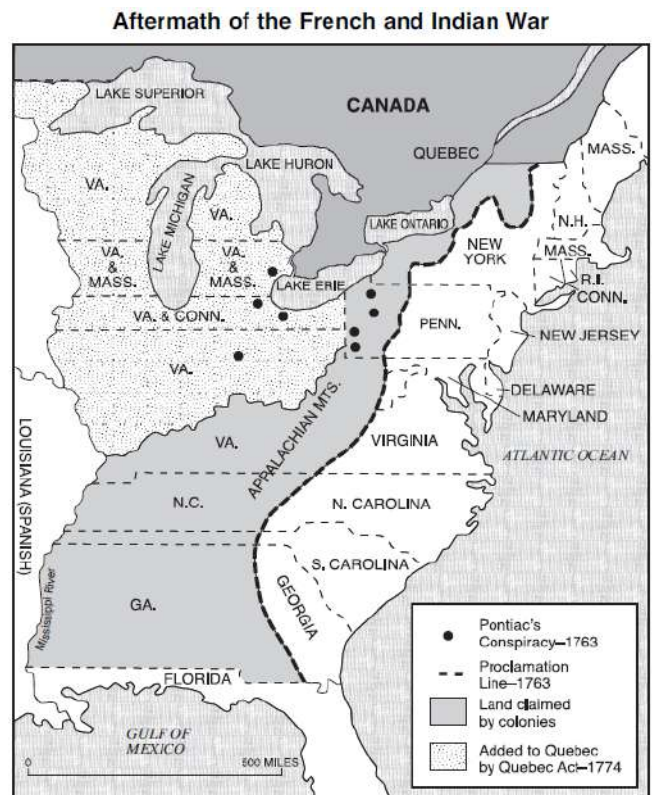 Aftermath of the French and Indian War
LAKE SUPERIOR
CANADA
QUEBEC
MASS.
LAKE HURON
VA.
VA.
LAKE MICHIGAN
LAKE ONTARIO
N.H.
NEW
YORK
MASS.
VA.
&
MASS.
VA.
&
MASS.
LAKE ERIE
R.I.
CONN.
VA. & CONN.
PENN.
NEW JERSEY
VA.
DELAWARE
MARYLAND
APPALACHIAN MTS.
LOUISIANA (SPANISH)
VA.
VIRGINIA
ATLANTIC OCEAN
N.C.
N. CAROLINA
S. CAROLINA
GEORGIA
Mississippi River
GA.
FLORIDA
GULF OF
MEXICO
0 500 MILES
Pontiac's
Conspiracy–1763
Proclamation
Line–1763
Land claimed
by colonies
Added to Quebec
by Quebec Act–1774